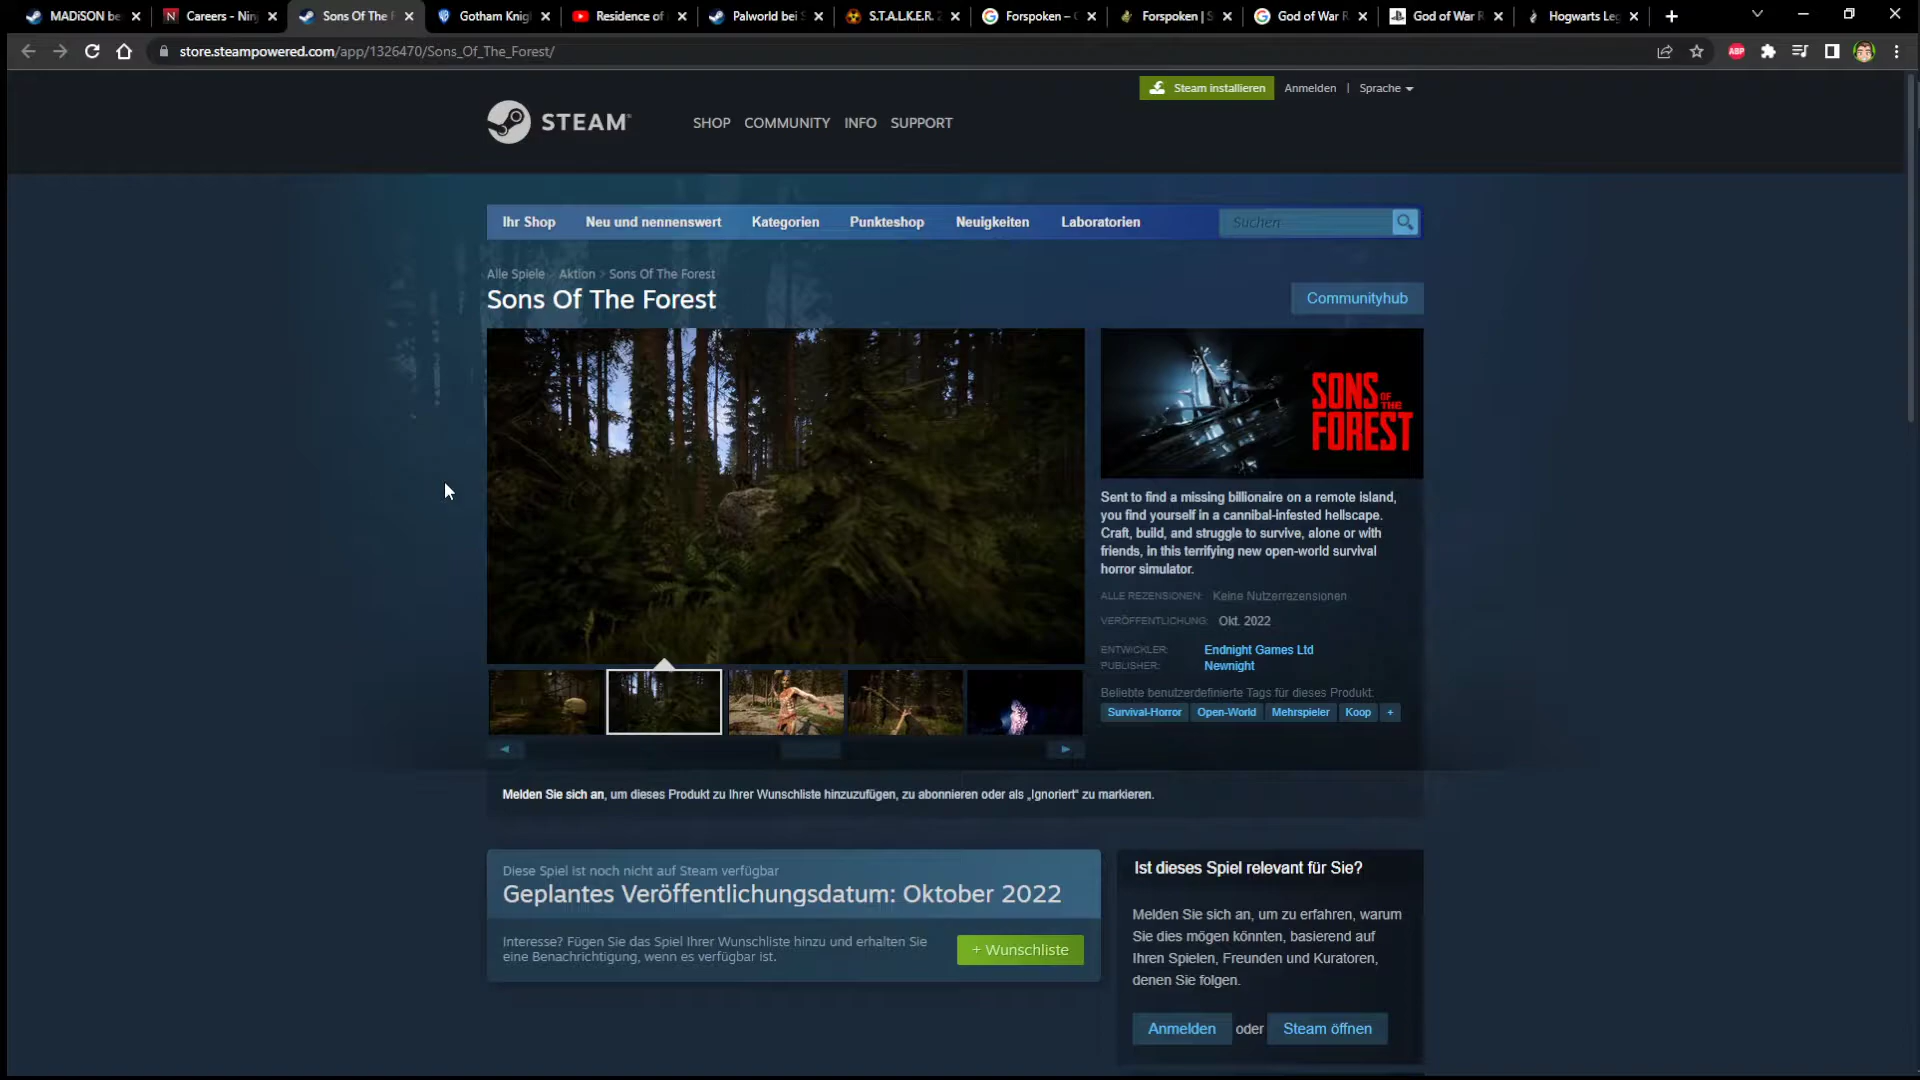 MADiSON be
Careers - Ninj
Sons Of The F
Gotham Knig
Residence of
Palworld bei S
S.T.A.L.K.E.R. 2
Forspoken –
Forspoken | S
God of War R
God of War R
Hogwarts Leg
store.steampowered.com/app/1326470/Sons_Of_The_Forest/
ABP
Steam installieren
Anmelden | Sprache
STEAM
SHOP COMMUNITY INFO SUPPORT
Ihr Shop Neu und nennenswert Kategorien Punkteshop Neuigkeiten Laboratorien Suchen
Alle Spiele > Aktion > Sons Of The Forest
Sons Of The Forest
Communityhub
SONS OF THE FOREST
Sent to find a missing billionaire on a remote island,
you find yourself in a cannibal-infested hellscape.
Craft, build, and struggle to survive, alone or with
friends, in this terrifying new open-world survival
horror simulator.
ALLE REZENSIONEN: Keine Nutzerrezensionen
VERÖFFENTLICHUNG: Okt. 2022
ENTWICKLER: Endnight Games Ltd
PUBLISHER: Newnight
Beliebte benutzerdefinierte Tags für dieses Produkt:
Survival-Horror Open-World Mehrspieler Koop +
Melden Sie sich an, um dieses Produkt zu Ihrer Wunschliste hinzuzufügen, zu abonnieren oder als „Ignoriert“ zu markieren.
Diese Spiel ist noch nicht auf Steam verfügbar
Geplantes Veröffentlichungsdatum: Oktober 2022
Interesse? Fügen Sie das Spiel Ihrer Wunschliste hinzu und erhalten Sie
eine Benachrichtigung, wenn es verfügbar ist.
+ Wunschliste
Ist dieses Spiel relevant für Sie?
Melden Sie sich an, um zu erfahren, warum
Sie dies mögen könnten, basierend auf
Ihren Spielen, Freunden und Kuratoren,
denen Sie folgen.
Anmelden oder Steam öffnen